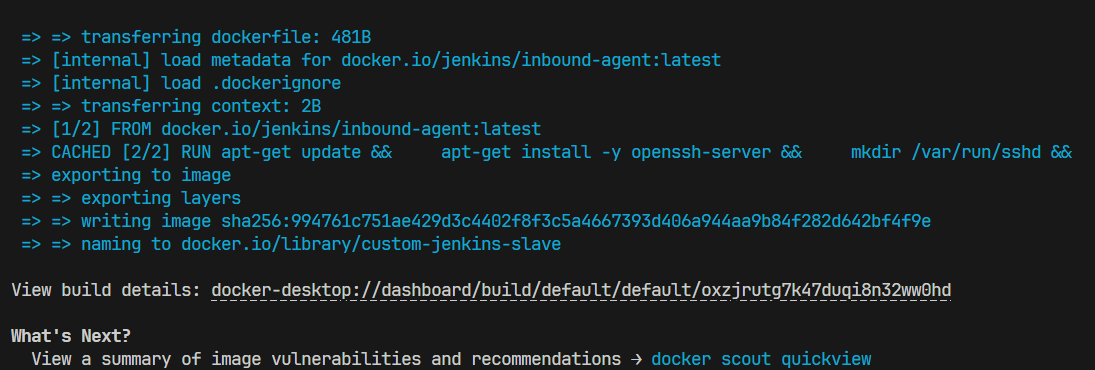 => => transferring dockerfile: 481B
=> [internal] load metadata for docker.io/jenkins/inbound-agent:latest
=> [internal] load .dockerignore
=> => transferring context: 2B
=> [1/2] FROM docker.io/jenkins/inbound-agent:latest
=> CACHED [2/2] RUN apt-get update &&     apt-get install -y openssh-server &&     mkdir /var/run/sshd &&
=> exporting to image
=> => exporting layers
=> => writing image sha256:994761c751ae429d3c4402f8f3c5a4667393d406a944aa9b84f282d642bf4f9e
=> => naming to docker.io/library/custom-jenkins-slave
View build details: docker-desktop://dashboard/build/default/default/oxzjrutg7k47duqi8n32ww0hd
What's Next?
View a summary of image vulnerabilities and recommendations → docker scout quickview